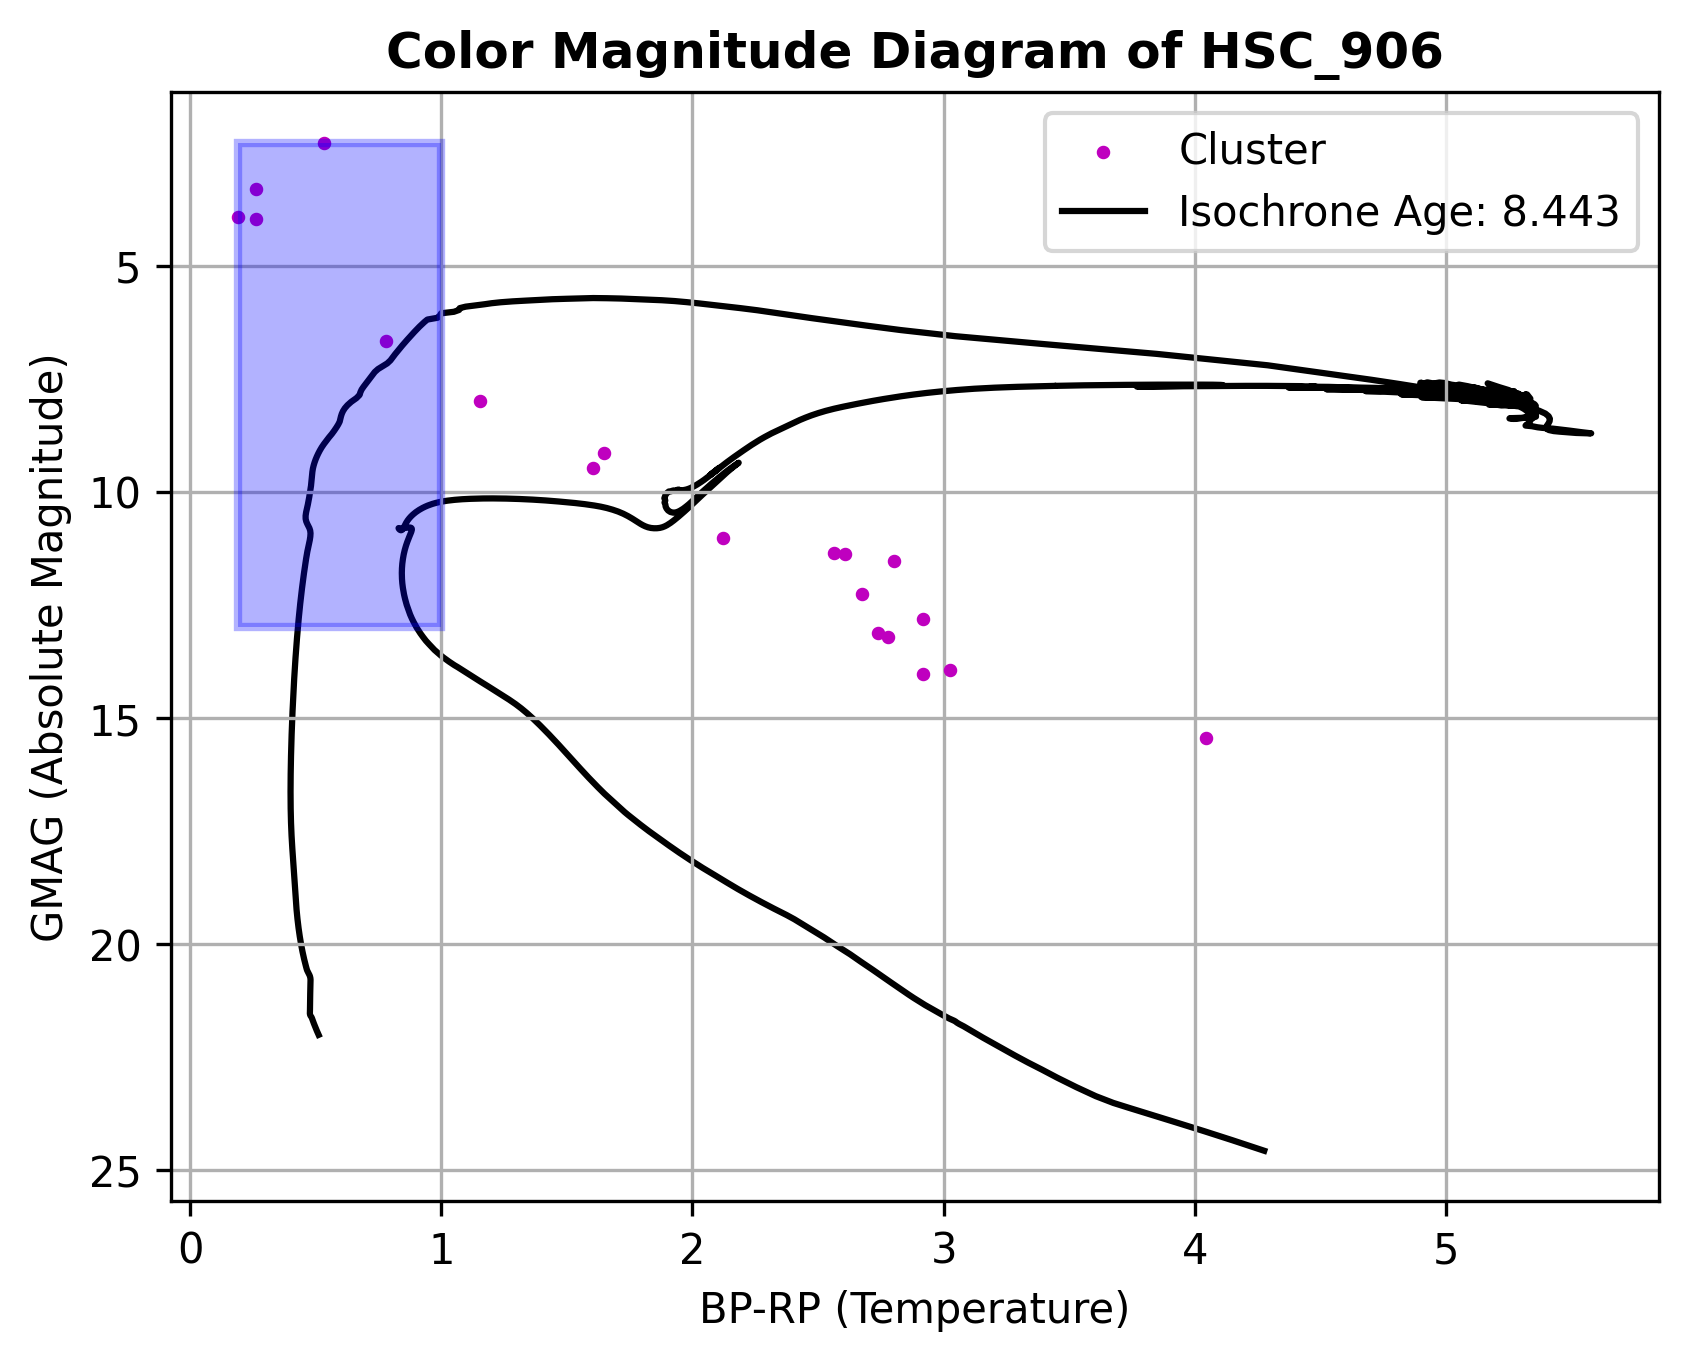 Color Magnitude Diagram of HSC_906
Cluster
Isochrone Age: 8.443
GMAG (Absolute Magnitude)
5
10
15
20
25
0 1 2 3 4 5
BP-RP (Temperature)